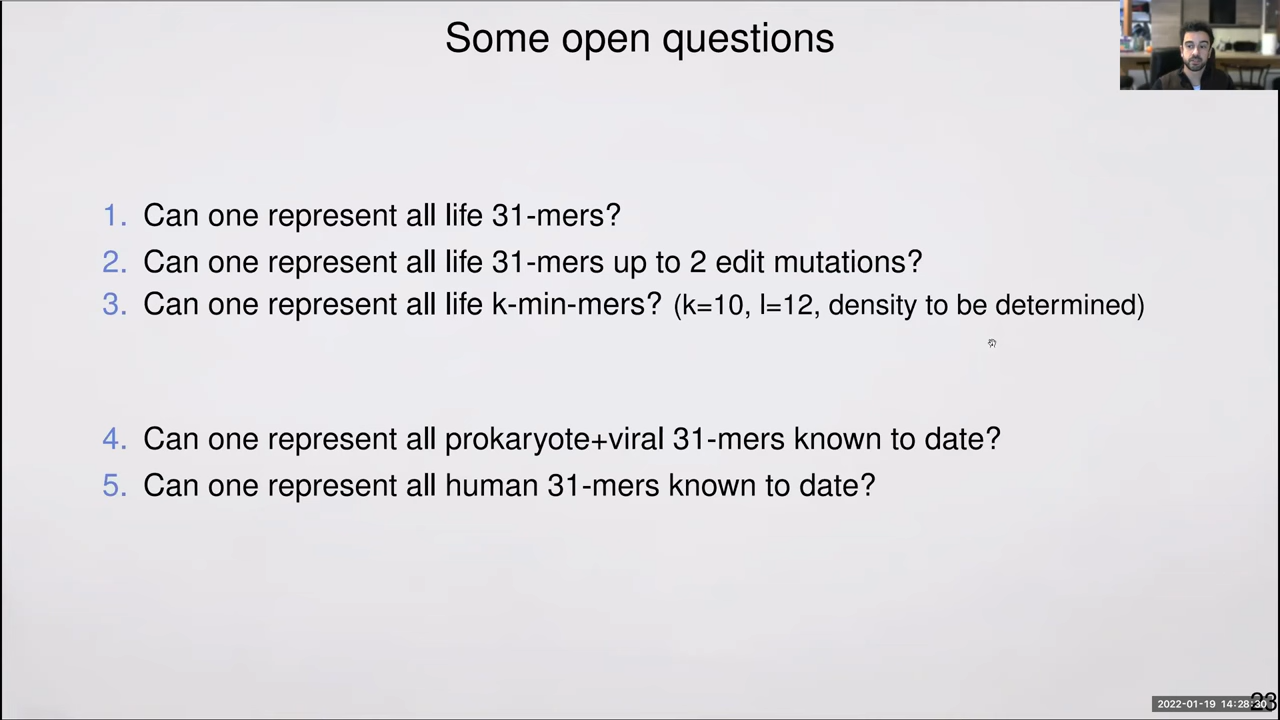 Some open questions
1. Can one represent all life 31-mers?
2. Can one represent all life 31-mers up to 2 edit mutations?
3. Can one represent all life k-min-mers? (k=10, l=12, density to be determined)
4. Can one represent all prokaryote+viral 31-mers known to date?
5. Can one represent all human 31-mers known to date?
2022-01-19 14:28:30
23